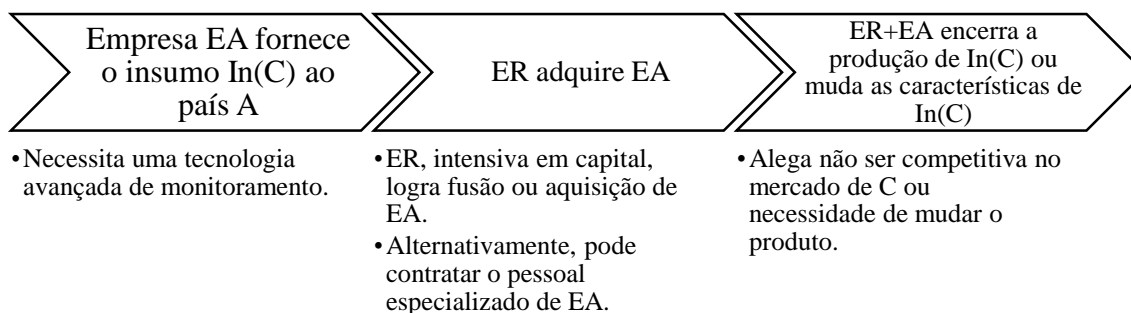 Empresa EA fornece
o insumo In(C) ao
país A
•Necessita uma tecnologia
avançada de monitoramento.
ER adquire EA
•ER, intensiva em capital,
logra fusão ou aquisição de
EA.
•Alternativamente, pode
contratar o pessoal
especializado de EA.
ER+EA encerra a
produção de In(C) ou
muda as características de
In(C)
•Alega não ser competitiva no
mercado de C ou
necessidade de mudar o
produto.